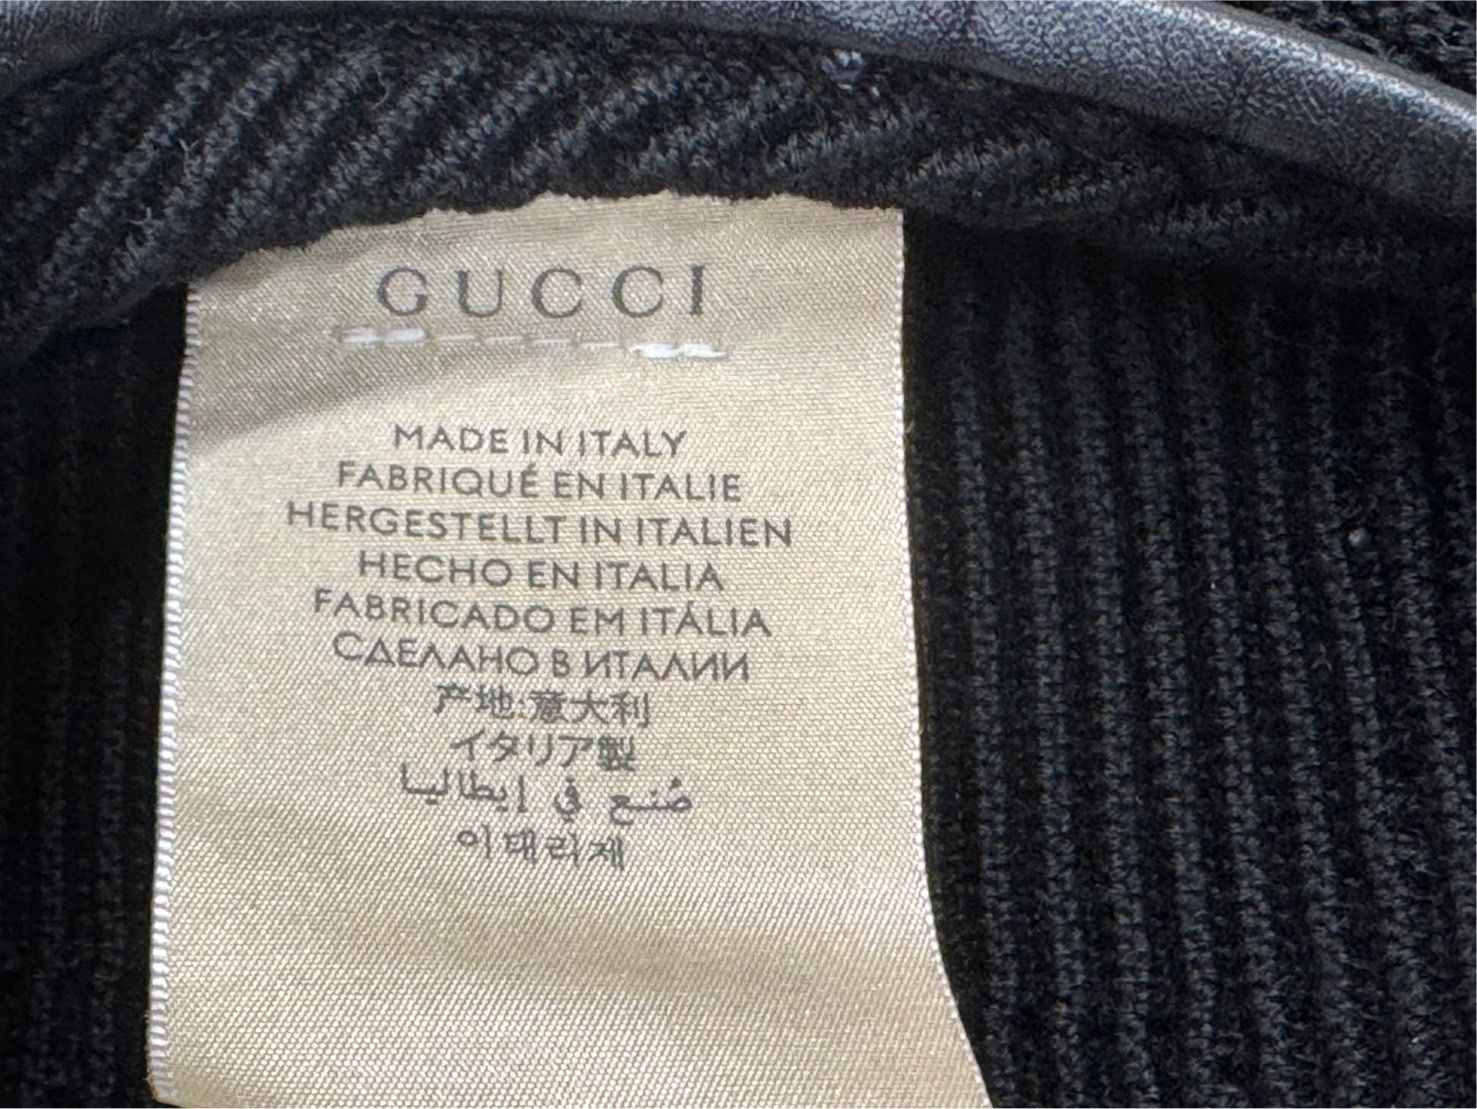 GUCCI
MADE IN ITALY
FABRIQUÉ EN ITALIE
HERGESTELLT IN ITALIEN
HECHO EN ITALIA
FABRICADO EM ITÁLIA
СДЕЛАНО В ИТАЛИИ
产地:意大利
イタリア製
صُنع في إيطاليا
이태리제